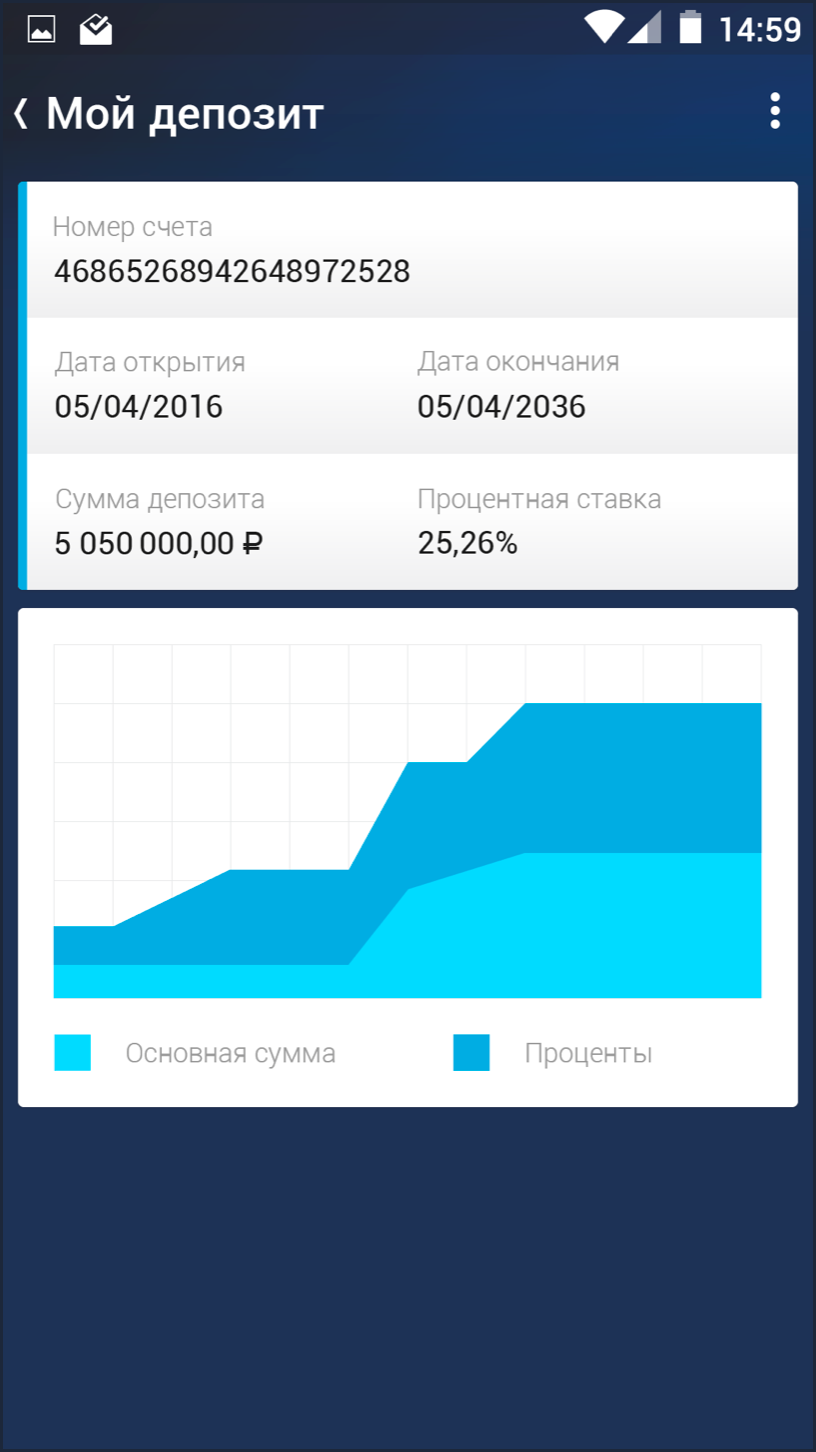 14:59
Мой депозит
Номер счета
46865268942648972528
Дата открытия Дата окончания
05/04/2016 05/04/2036
Сумма депозита Процентная ставка
5 050 000,00 ₽ 25,26%
Основная сумма Проценты